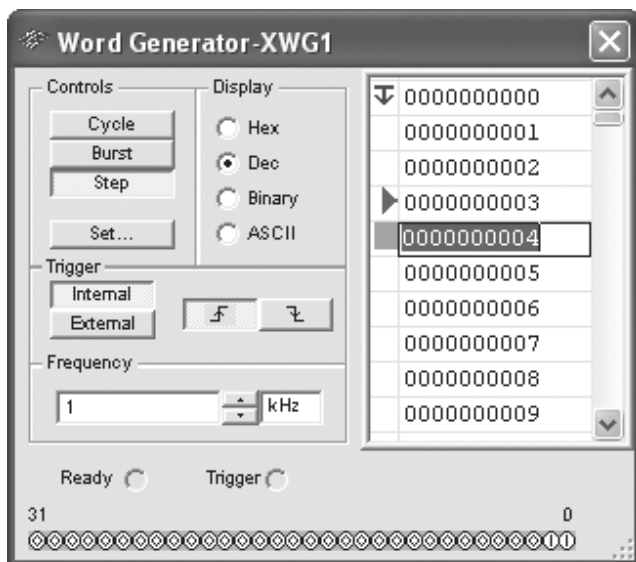 Word Generator-XWG1
Controls
Cycle
Burst
Step
Set...
Display
Hex
Dec
Binary
ASCII
Trigger
Internal
External
Frequency
1
kHz
Ready
Trigger
0000000000
0000000001
0000000002
0000000003
0000000004
0000000005
0000000006
0000000007
0000000008
0000000009
31 0